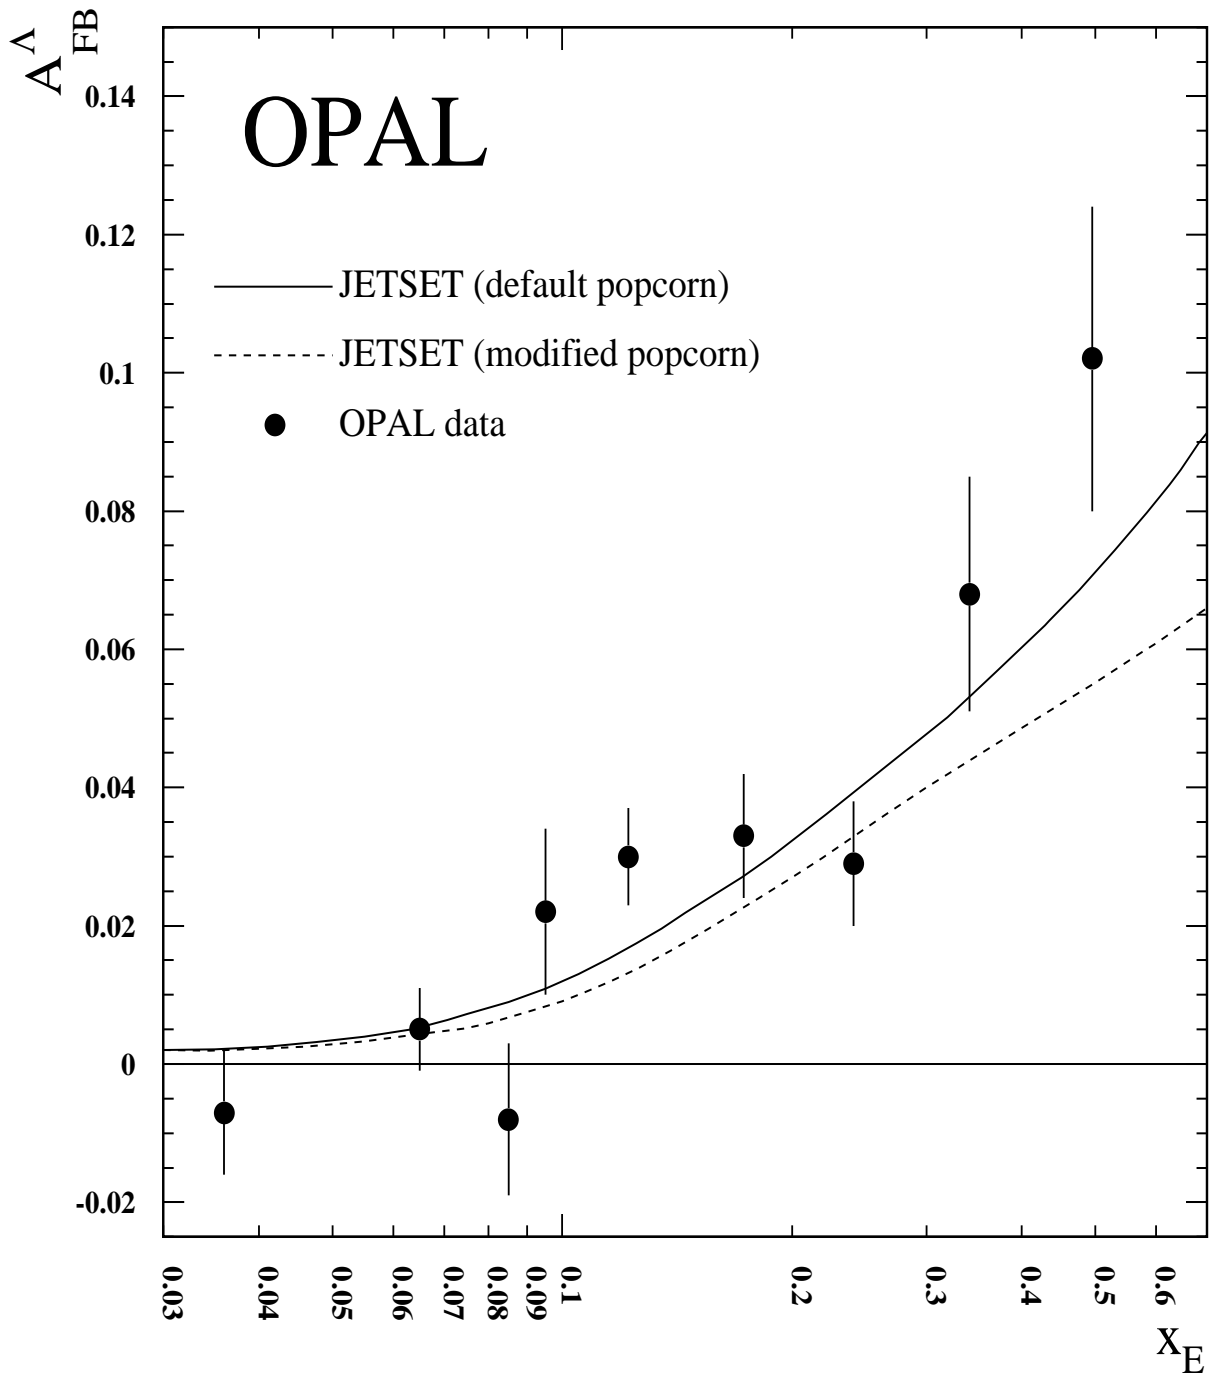 A^Λ_FB
0.14
OPAL
0.12
JETSET (default popcorn)
JETSET (modified popcorn)
0.1
OPAL data
0.08
0.06
0.04
0.02
0
-0.02
0.03 0.04 0.05 0.06 0.07 0.08 0.09 0.1 0.2 0.3 0.4 0.5 0.6
x_E